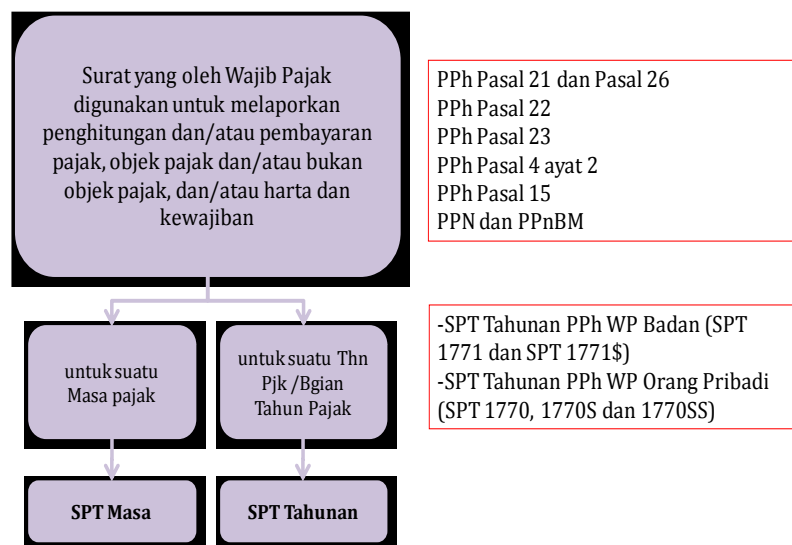 Surat yang oleh Wajib Pajak
digunakan untuk melaporkan
penghitungan dan/atau pembayaran
pajak, objek pajak dan/atau bukan
objek pajak, dan/atau harta dan
kewajiban
PPh Pasal 21 dan Pasal 26
PPh Pasal 22
PPh Pasal 23
PPh Pasal 4 ayat 2
PPh Pasal 15
PPN dan PPnBM
untuk suatu
Masa pajak
untuk suatu Thn
Pjk /Bgian
Tahun Pajak
-SPT Tahunan PPh WP Badan (SPT
1771 dan SPT 1771$)
-SPT Tahunan PPh WP Orang Pribadi
(SPT 1770, 1770S dan 1770SS)
SPT Masa
SPT Tahunan